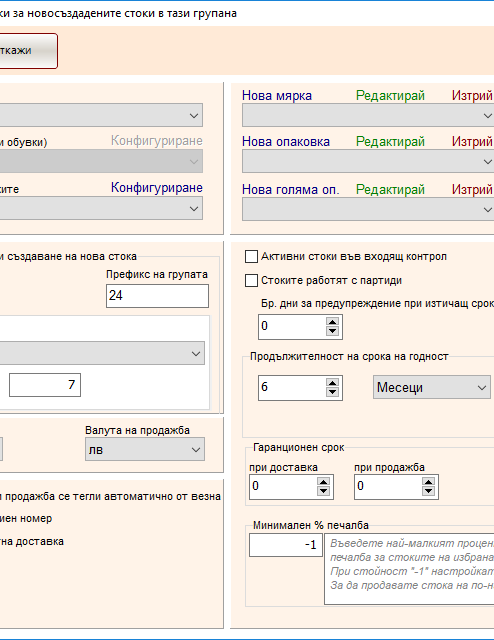 ки за новосъздадените стоки в тази групана
ткажи
и обувки)
Конфигуриране
ките
Конфигуриране
Нова мярка
Редактирай
Изтрий
Нова опаковка
Редактирай
Изтрий
Нова голяма оп.
Редактирай
Изтрий
и създаване на нова стока
Префикс на групата
24
7
Валута на продажба
лв
и продажба се тегли автоматично от везна
иен номер
на доставка
Активни стоки във входящ контрол
Стоките работят с партиди
Бр. дни за предупреждение при изтичащ срок
0
Продължителност на срока на годност
6
Месеци
Гаранционен срок
при доставка
при продажба
0
0
Минимален % печалба
-1
Въведете най-малкият процен
печалба за стоките на избрана
При стойност "-1" настройкат
За да продавате стока на по-н